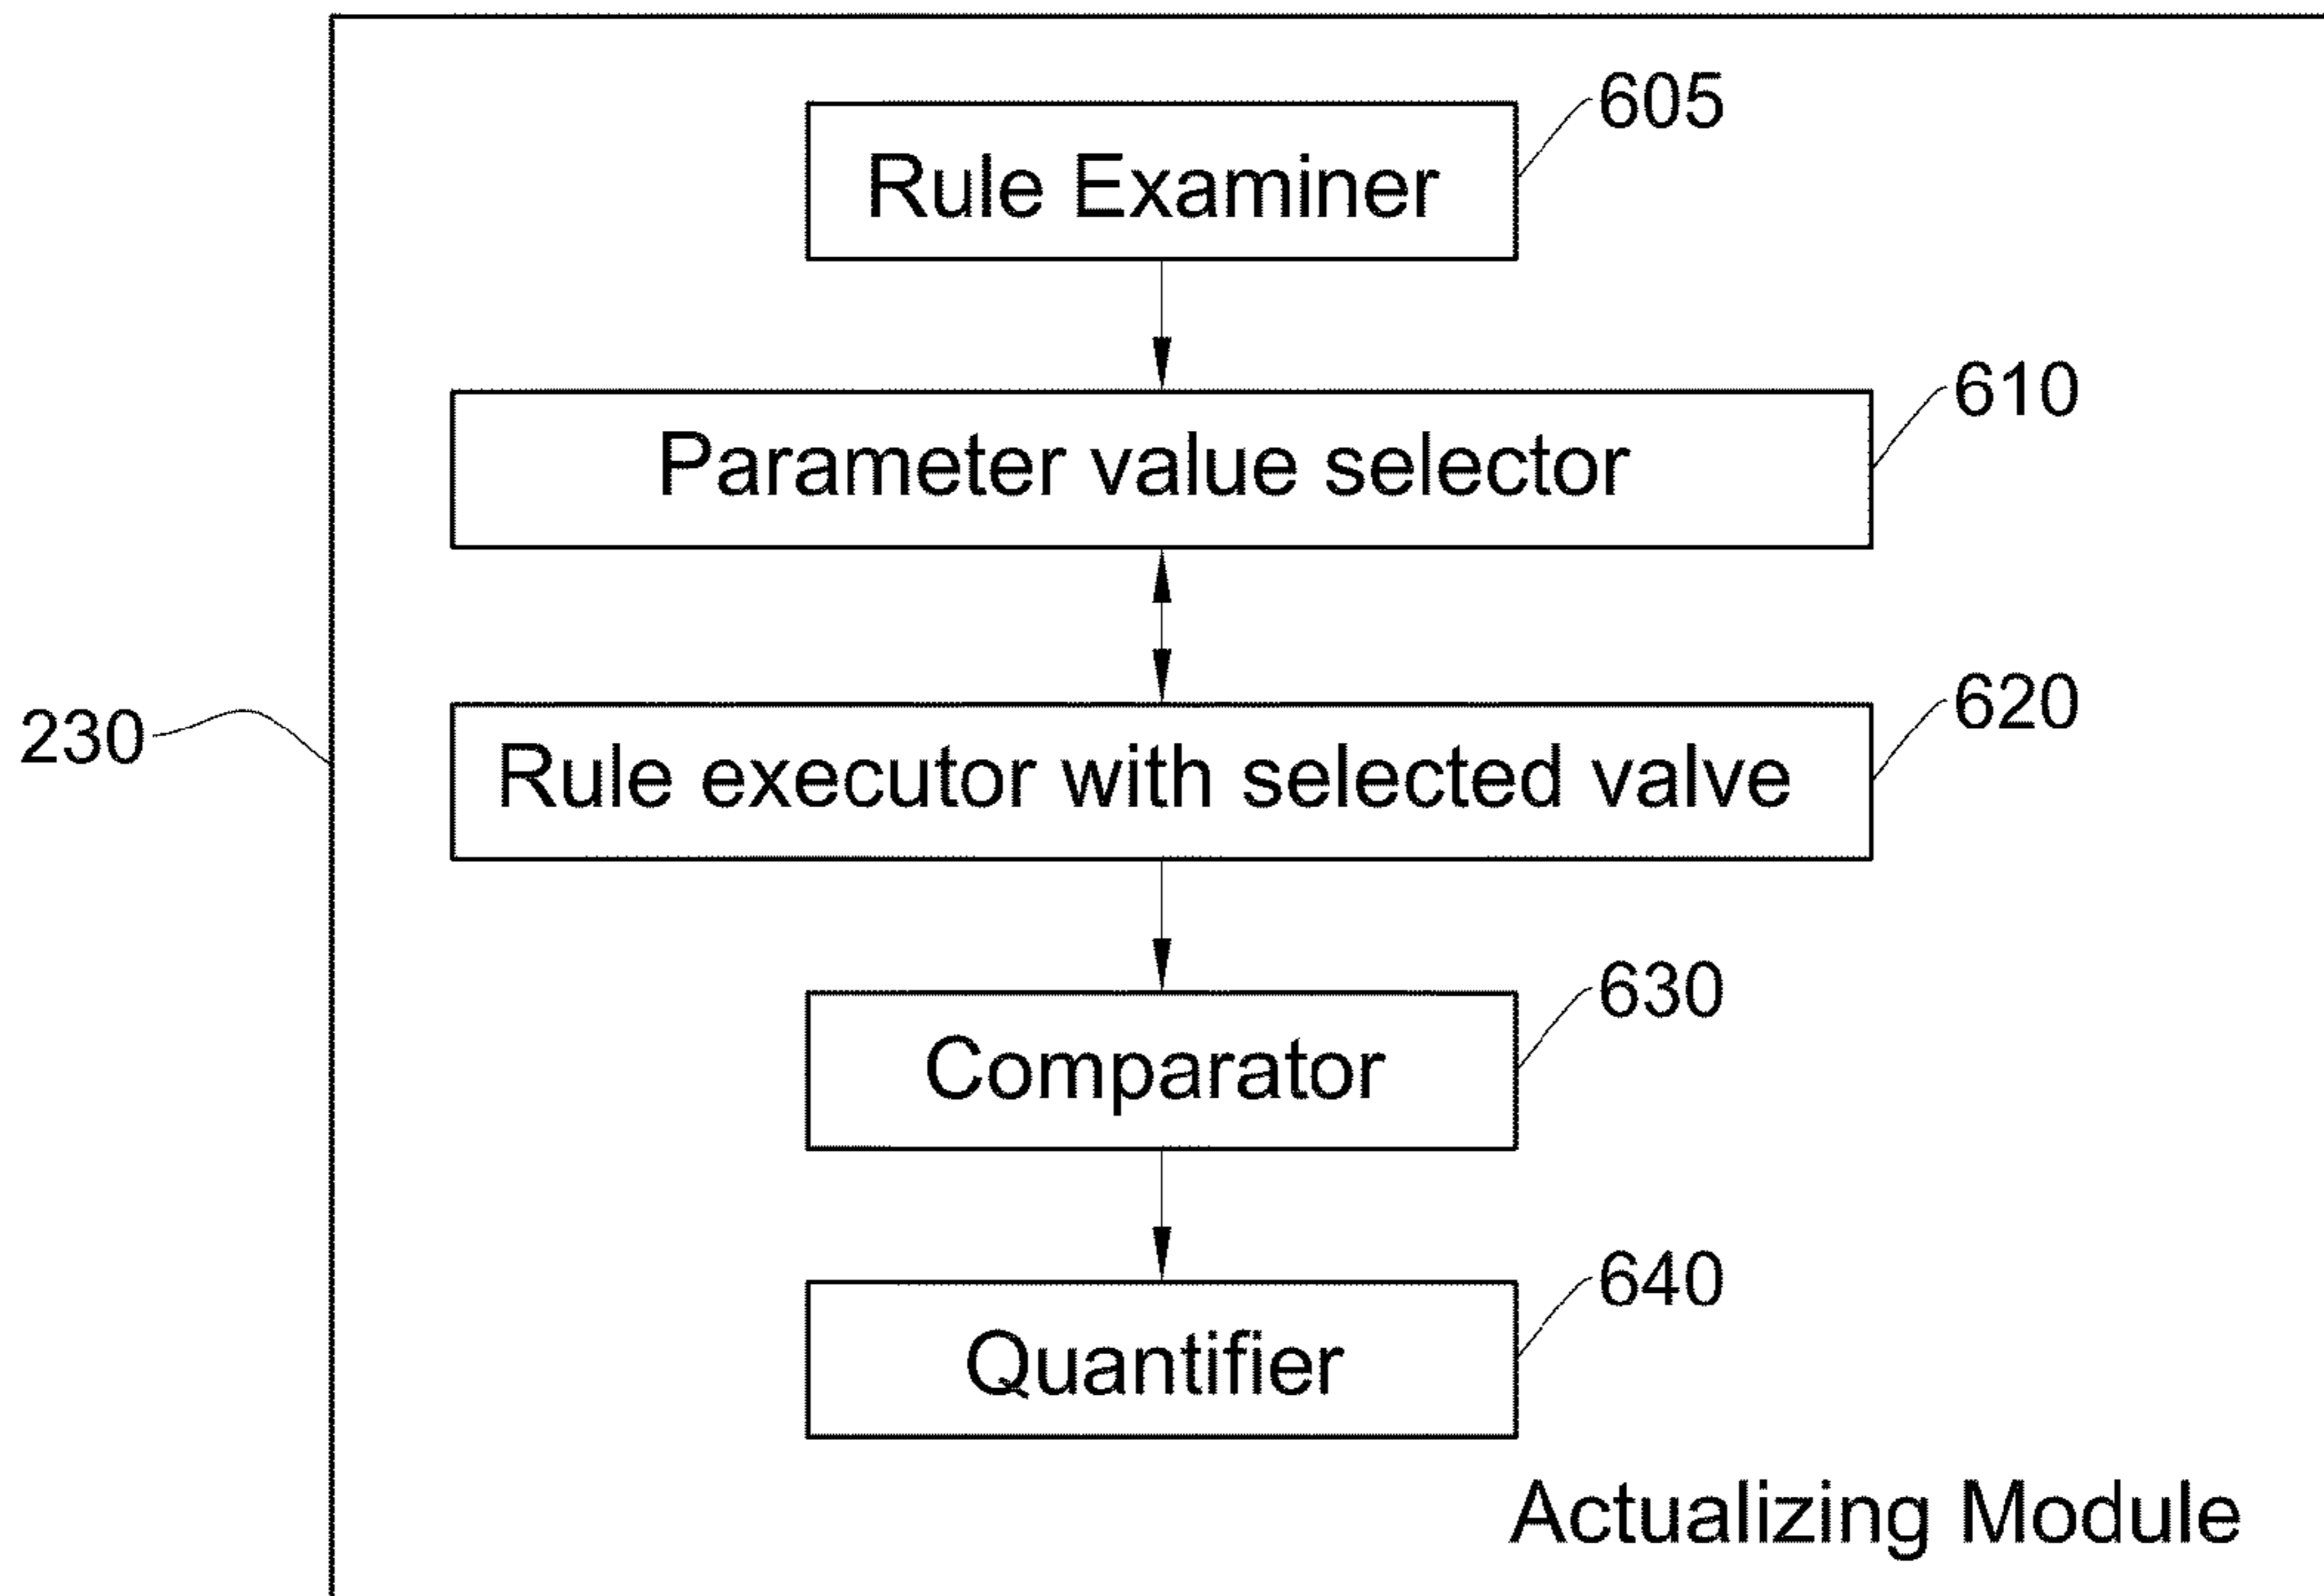 605
Rule Examiner
610
Parameter value selector
620
Rule executor with selected valve
230
630
Comparator
640
Quantifier
Actualizing Module